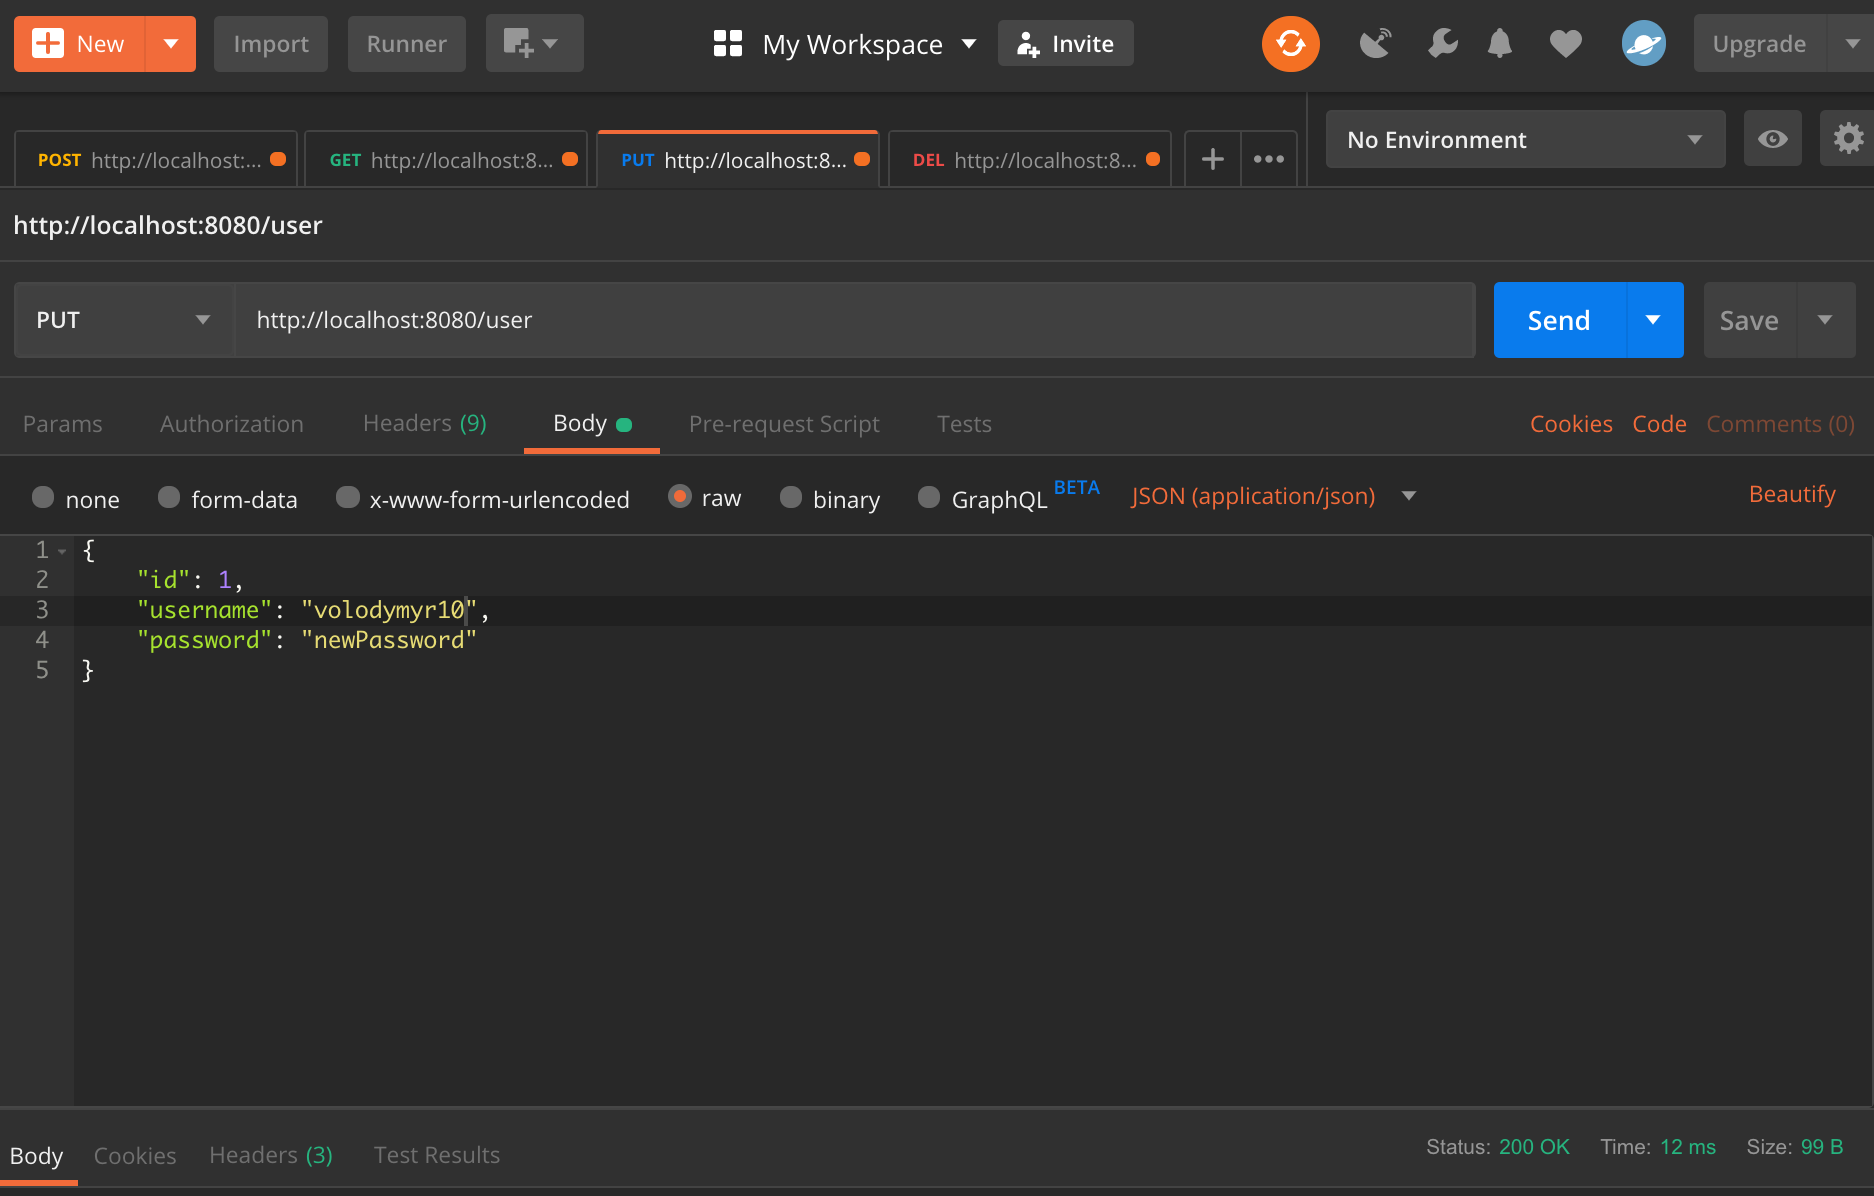 New Import Runner My Workspace Invite Upgrade
POST http://localhost:... GET http://localhost:8... PUT http://localhost:8... DEL http://localhost:8... No Environment
http://localhost:8080/user
PUT http://localhost:8080/user Send Save
Params Authorization Headers (9) Body Pre-request Script Tests Cookies Code Comments (0)
none form-data x-www-form-urlencoded raw binary GraphQL BETA JSON (application/json) Beautify
1 {
2 "id": 1,
3 "username": "volodymyr10",
4 "password": "newPassword"
5 }
Body Cookies Headers (3) Test Results Status: 200 OK Time: 12 ms Size: 99 B